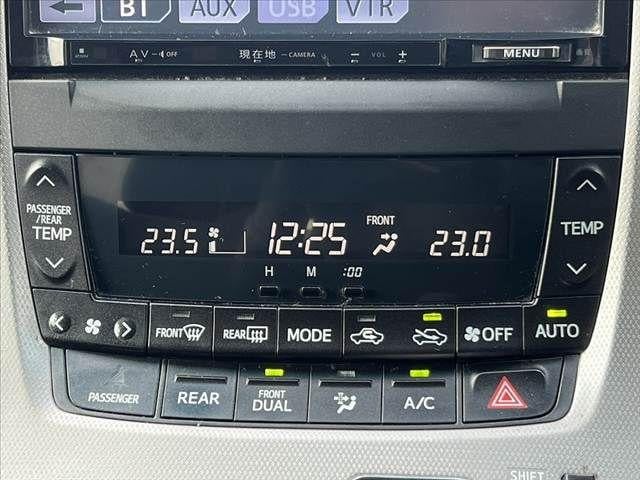 BT AUX USB VTR
AV OFF 現在地 CAMERA − VOL + MENU
PASSENGER
/REAR
TEMP
23.5 12:25 FRONT 23.0
TEMP
H M :00
FRONT REAR MODE OFF AUTO
PASSENGER REAR FRONT DUAL A/C
SHIFT